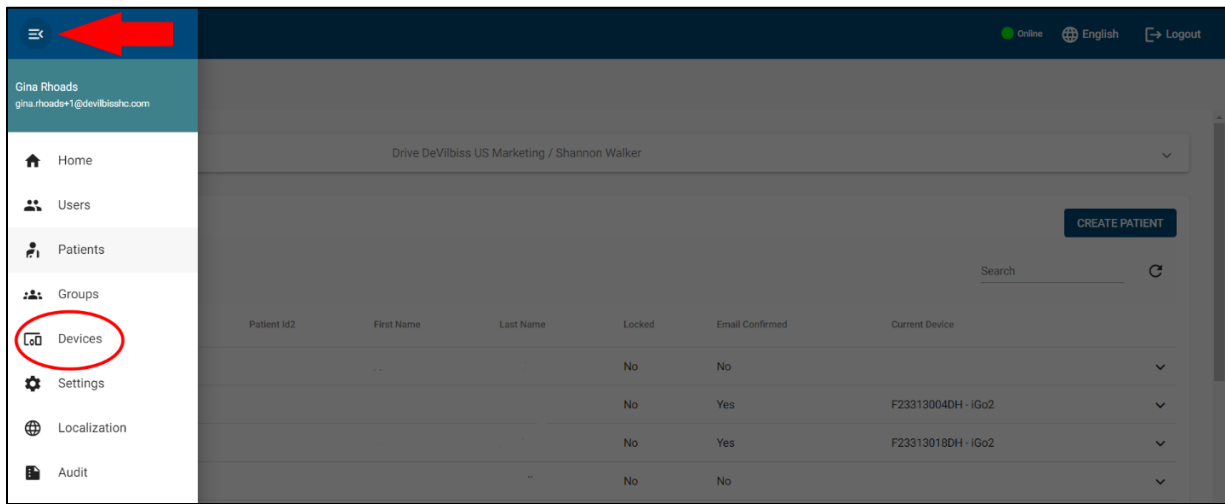 Online
English
Logout
Gina Rhoads
gina.rhoads+1@devilbisshc.com
Home
Users
Patients
Groups
Devices
Settings
Localization
Audit
Drive DeVilbiss US Marketing / Shannon Walker
CREATE PATIENT
Search
Patient Id2 First Name Last Name Locked Email Confirmed Current Device
No No
No Yes F23313004DH - iGo2
No Yes F23313018DH - iGo2
No No